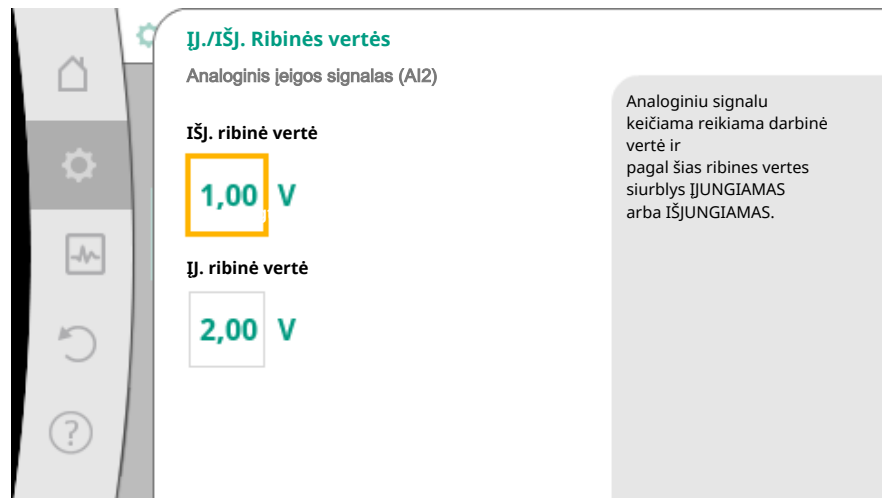 ĮJ./IŠJ. Ribinės vertės
Analoginis įeigos signalas (AI2)
IŠJ. ribinė vertė
1,00 V
ĮJ. ribinė vertė
2,00 V
Analoginiu signalu
keičiama reikiama darbinė
vertė ir
pagal šias ribines vertes
siurblys ĮJUNGIAMAS
arba IŠJUNGIAMAS.
?